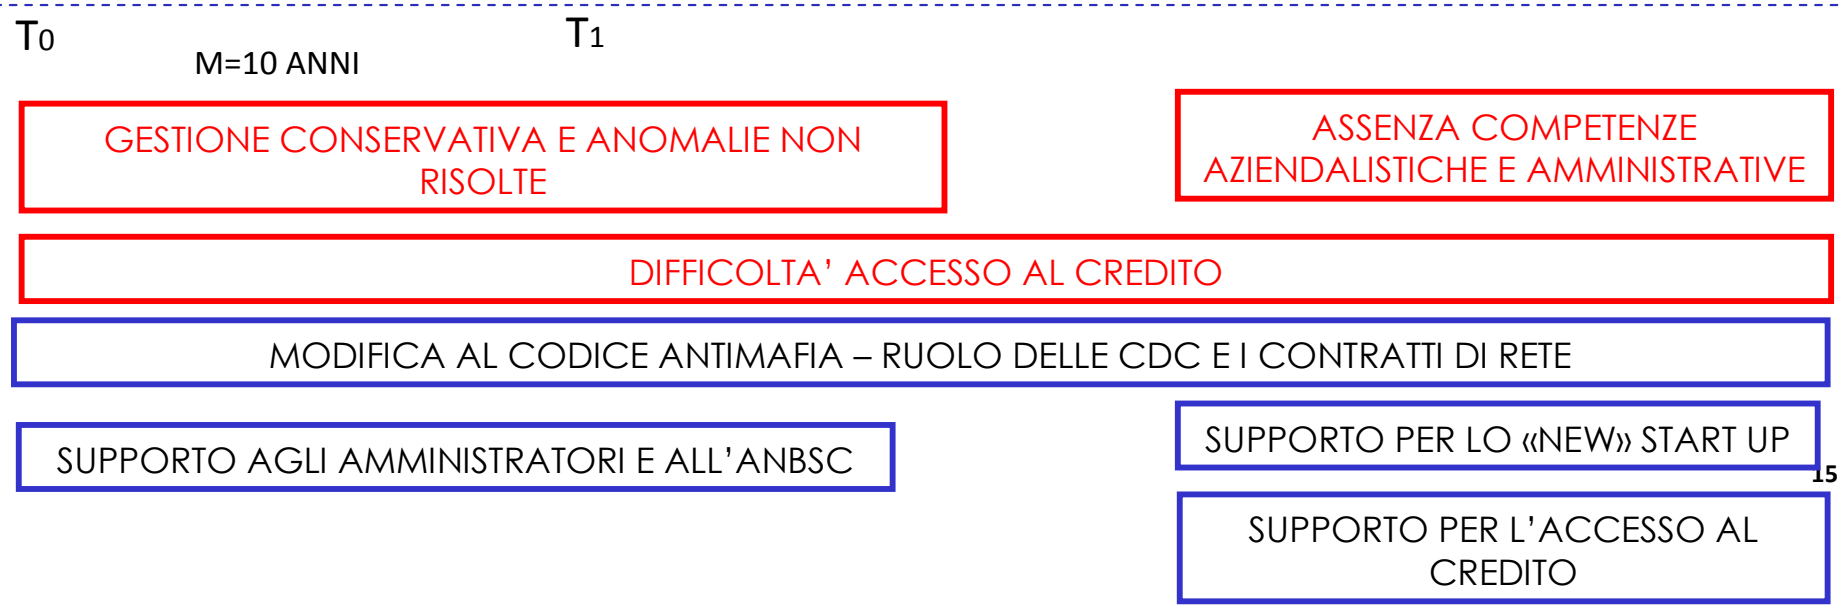 T0
T1
M=10 ANNI
GESTIONE CONSERVATIVA E ANOMALIE NON
RISOLTE
ASSENZA COMPETENZE
AZIENDALISTICHE E AMMINISTRATIVE
DIFFICOLTA’ ACCESSO AL CREDITO
MODIFICA AL CODICE ANTIMAFIA – RUOLO DELLE CDC E I CONTRATTI DI RETE
SUPPORTO AGLI AMMINISTRATORI E ALL’ANBSC
SUPPORTO PER LO «NEW» START UP
15
SUPPORTO PER L’ACCESSO AL
CREDITO